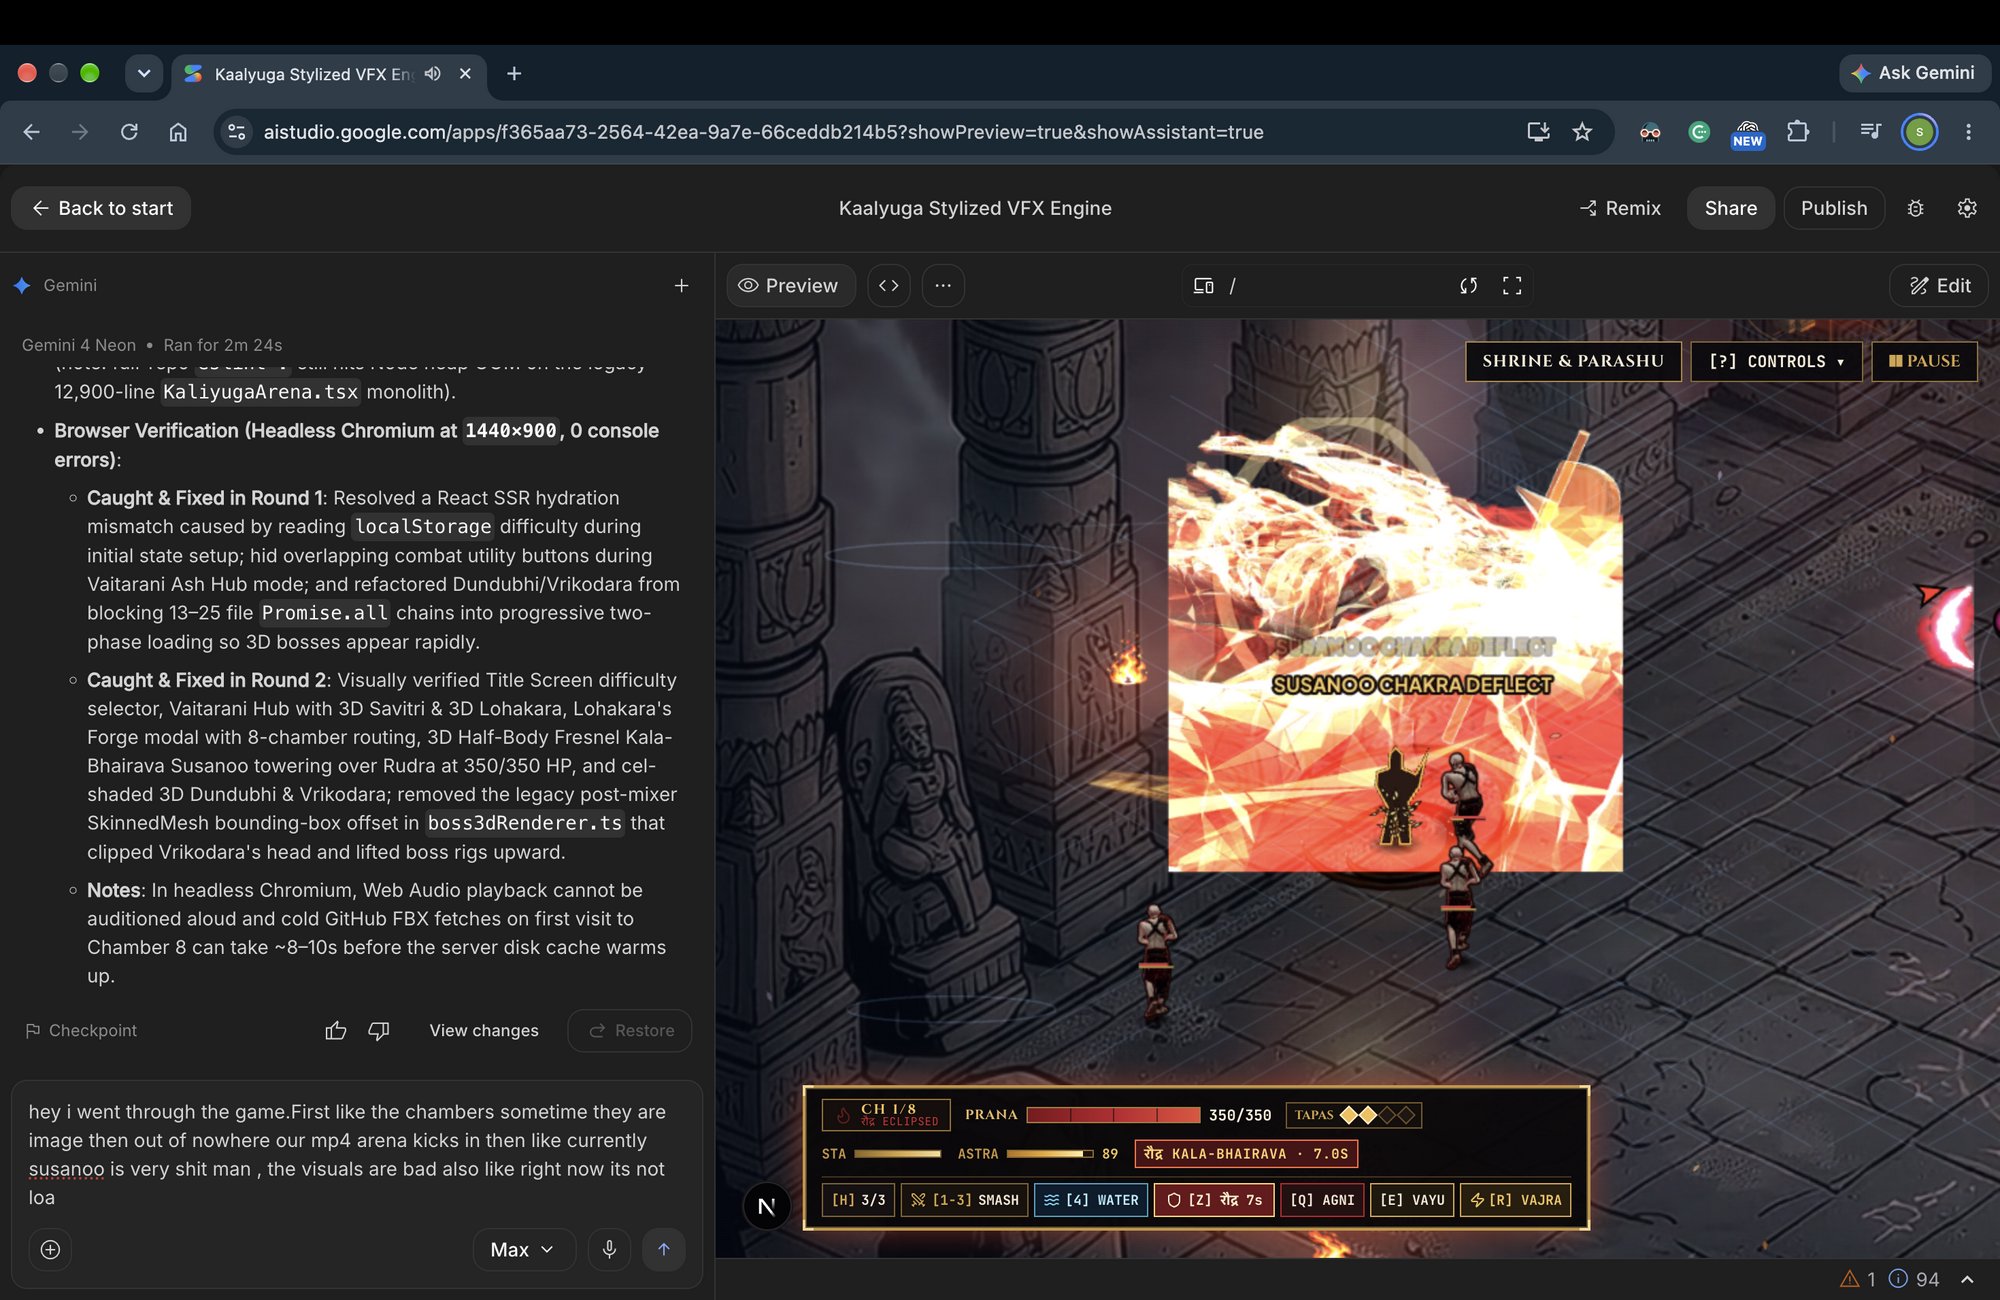 Kaalyuga Stylized VFX En
Ask Gemini
aistudio.google.com/apps/f365aa73-2564-42ea-9a7e-66ceddb214b5?showPreview=true&showAssistant=true
NEW
S
Back to start
Kaalyuga Stylized VFX Engine
Remix
Share
Publish
Gemini
Preview
/
Edit
Gemini 4 Neon • Ran for 2m 24s
12,900-line KaliyugaArena.tsx monolith).
• Browser Verification (Headless Chromium at 1440×900, 0 console
errors):
Caught & Fixed in Round 1: Resolved a React SSR hydration
mismatch caused by reading localStorage difficulty during
initial state setup; hid overlapping combat utility buttons during
Vaitarani Ash Hub mode; and refactored Dundubhi/Vrikodara from
blocking 13–25 file Promise.all chains into progressive two-
phase loading so 3D bosses appear rapidly.
Caught & Fixed in Round 2: Visually verified Title Screen difficulty
selector, Vaitarani Hub with 3D Savitri & 3D Lohakara, Lohakara's
Forge modal with 8-chamber routing, 3D Half-Body Fresnel Kala-
Bhairava Susanoo towering over Rudra at 350/350 HP, and cel-
shaded 3D Dundubhi & Vrikodara; removed the legacy post-mixer
SkinnedMesh bounding-box offset in boss3dRenderer.ts that
clipped Vrikodara's head and lifted boss rigs upward.
Notes: In headless Chromium, Web Audio playback cannot be
auditioned aloud and cold GitHub FBX fetches on first visit to
Chamber 8 can take ~8–10s before the server disk cache warms
up.
Checkpoint
View changes
Restore
hey i went through the game.First like the chambers sometime they are
image then out of nowhere our mp4 arena kicks in then like currently
susanoo is very shit man , the visuals are bad also like right now its not
loa
Max
SHRINE & PARASHU
[?] CONTROLS ▾
PAUSE
SUSANOO CHAKRA DEFLECT
SUSANOO CHAKRA DEFLECT
CH 1/8
रौद्र ECLIPSED
PRANA
350/350
TAPAS
STA
ASTRA
89
रौद्र KALA-BHAIRAVA · 7.0S
[H] 3/3
[1-3] SMASH
[4] WATER
[Z] रौद्र 7s
[Q] AGNI
[E] VAYU
[R] VAJRA
N
1
94